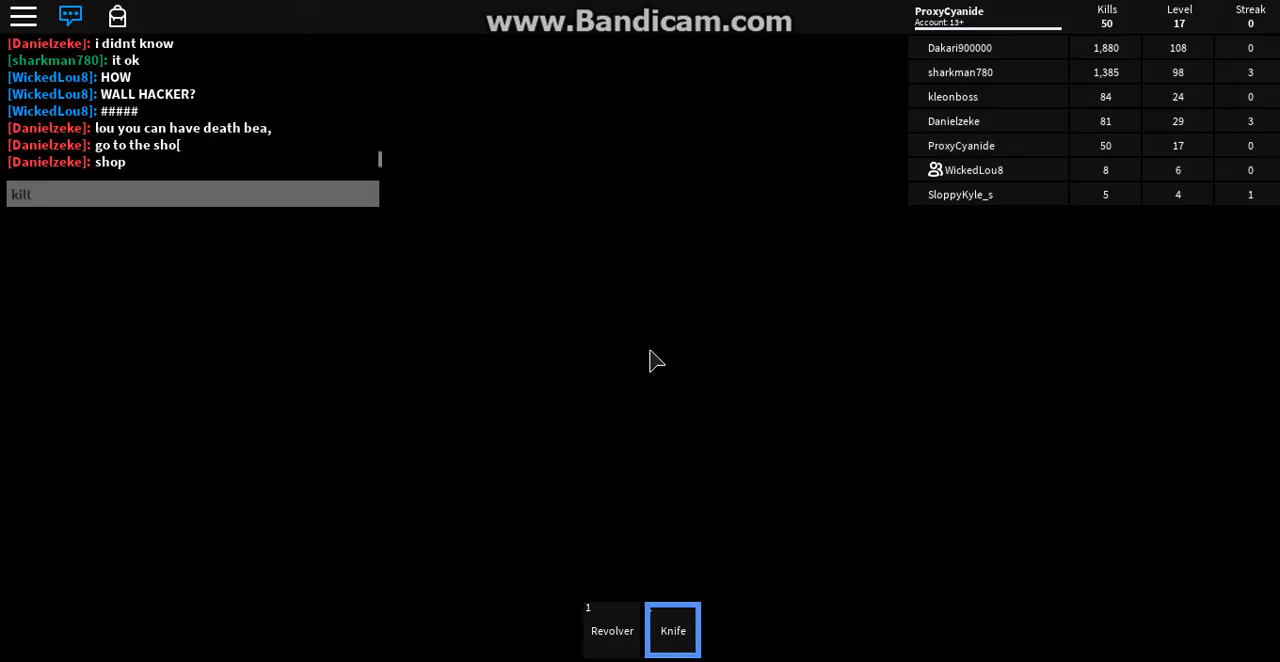 www.Bandicam.com
ProxyCyanide
Account: 13+
Kills
50
Level
17
Streak
0
[Danielzeke]: i didnt know
[sharkman780]: it ok
[WickedLou8]: HOW
[WickedLou8]: WALL HACKER?
[WickedLou8]: #####
[Danielzeke]: lou you can have death bea,
[Danielzeke]: go to the sho[
[Danielzeke]: shop
kilt
Dakari900000 1,880 108 0
sharkman780 1,385 98 3
kleonboss 84 24 0
Danielzeke 81 29 3
ProxyCyanide 50 17 0
WickedLou8 8 6 0
SloppyKyle_s 5 4 1
1
Revolver
Knife